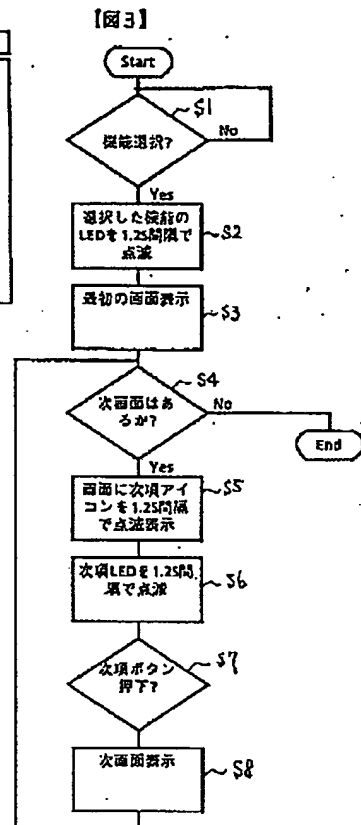 【図3】
Start
S1
機能選択?
No
Yes
選択した機能の
LEDを1.2S間隔で
点滅
S2
最初の画面表示
S3
S4
次画面はあ
るか?
No
End
Yes
画面に次項アイ
コンを1.2S間隔
で点滅表示
S5
次項LEDを1.2S間
隔で点滅
S6
S7
次項ボタン
押下?
次画面表示
S8